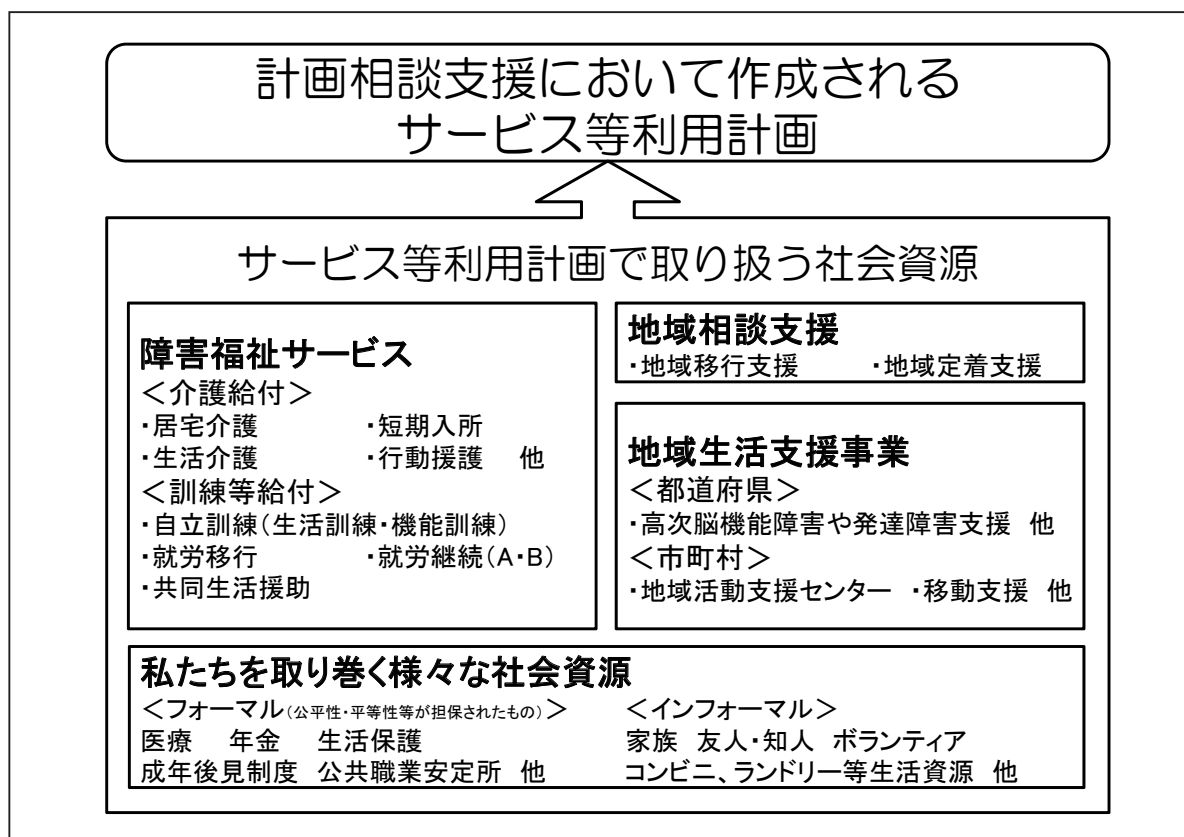 計画相談支援において作成される
サービス等利用計画
サービス等利用計画で取り扱う社会資源
障害福祉サービス
＜介護給付＞
・居宅介護　・短期入所
・生活介護　・行動援護　他
＜訓練等給付＞
・自立訓練（生活訓練・機能訓練）
・就労移行　・就労継続（A・B）
・共同生活援助
地域相談支援
・地域移行支援　・地域定着支援
地域生活支援事業
＜都道府県＞
・高次脳機能障害や発達障害支援　他
＜市町村＞
・地域活動支援センター　・移動支援　他
私たちを取り巻く様々な社会資源
＜フォーマル（公平性・平等性等が担保されたもの）＞
医療　年金　生活保護
成年後見制度　公共職業安定所　他
＜インフォーマル＞
家族　友人・知人　ボランティア
コンビニ、ランドリー等生活資源　他